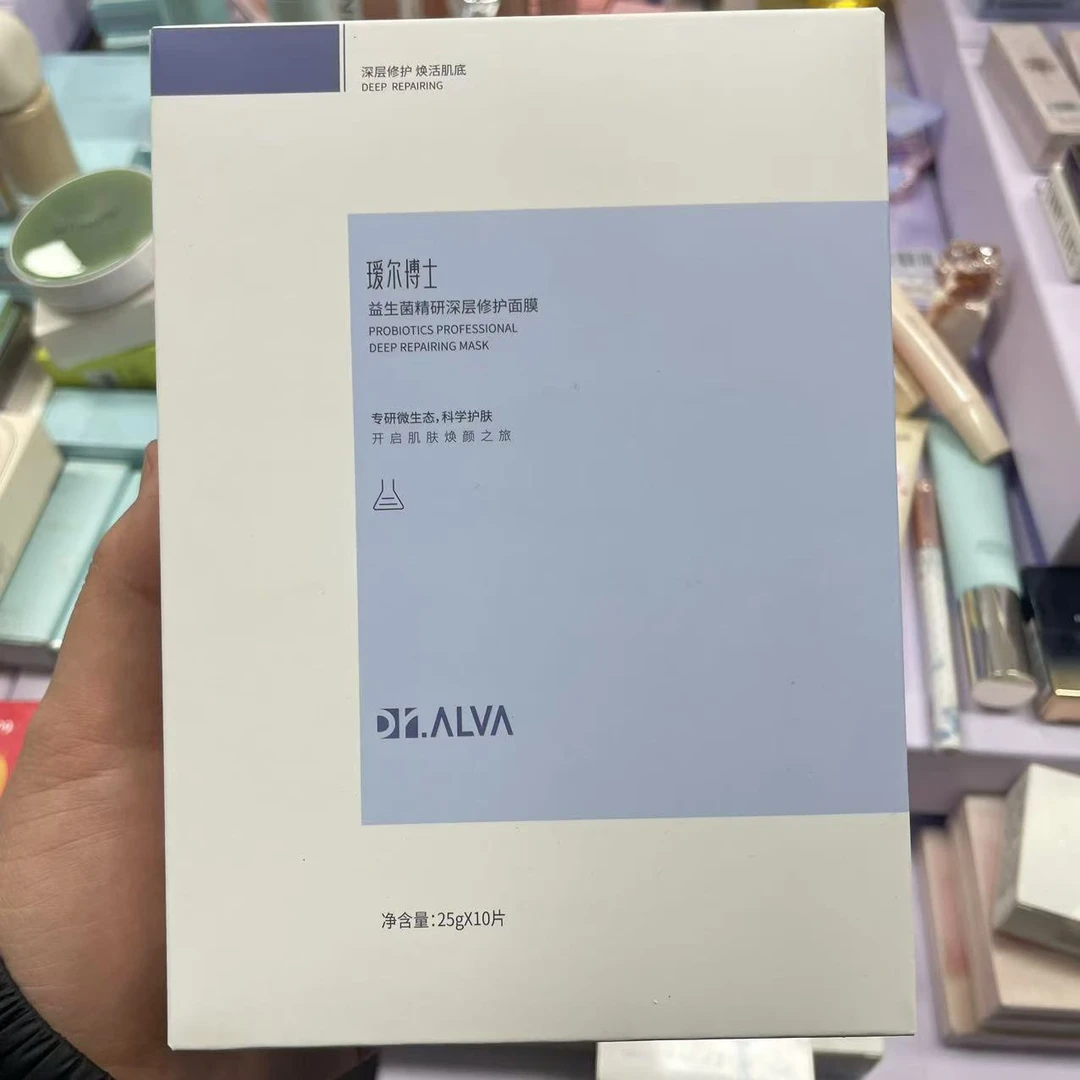 深层修护 焕活肌底
DEEP REPAIRING
瑷尔博士
益生菌精研深层修护面膜
PROBIOTICS PROFESSIONAL
DEEP REPAIRING MASK
专研微生态,科学护肤
开启肌肤焕颜之旅
Dr.ALVA
净含量:25gX10片